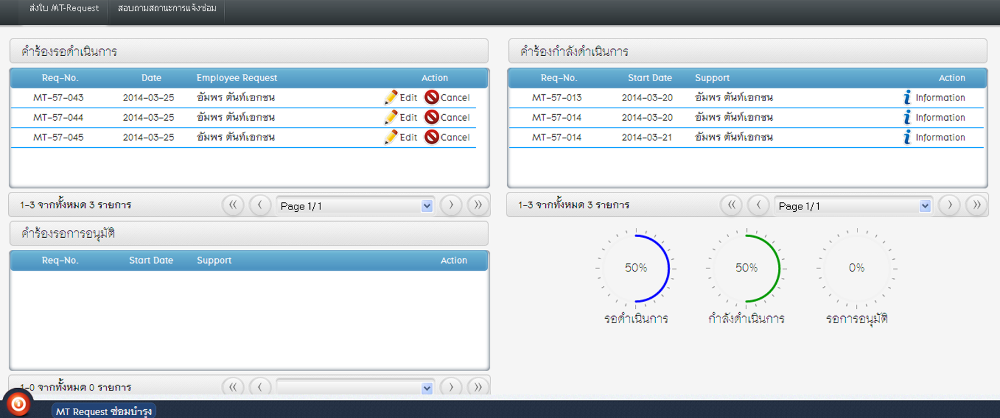 ส่งใบ MT-Request สอบถามสถานะการแจ้งซ่อม
คำร้องรอดำเนินการ
Req-No. Date Employee Request Action
MT-57-043 2014-03-25 อัมพร ตันท์เอกชน Edit Cancel
MT-57-044 2014-03-25 อัมพร ตันท์เอกชน Edit Cancel
MT-57-045 2014-03-25 อัมพร ตันท์เอกชน Edit Cancel
1-3 จากทั้งหมด 3 รายการ « ‹ Page 1/1 › »
คำร้องกำลังดำเนินการ
Req-No. Start Date Support Action
MT-57-013 2014-03-20 อัมพร ตันท์เอกชน Information
MT-57-014 2014-03-20 อัมพร ตันท์เอกชน Information
MT-57-014 2014-03-21 อัมพร ตันท์เอกชน Information
1-3 จากทั้งหมด 3 รายการ « ‹ Page 1/1 › »
คำร้องรอการอนุมัติ
Req-No. Start Date Support Action
1-0 จากทั้งหมด 0 รายการ « ‹ › »
50% 50% 0%
รอดำเนินการ กำลังดำเนินการ รอการอนุมัติ
MT Request ซ่อมบำรุง